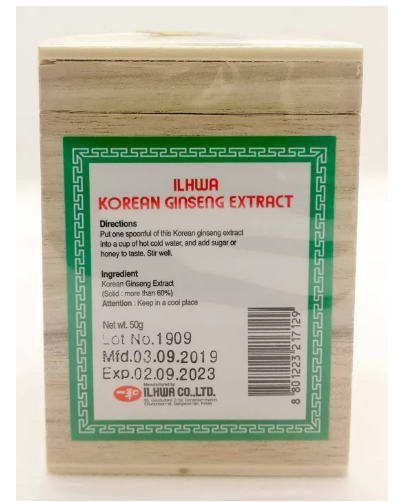 ILHWA
KOREAN GINSENG EXTRACT
Directions
Put one spoonful of this Korean ginseng extract
into a cup of hot cold water, and add sugar or
honey to taste. Stir well.
Ingredient
Korean Ginseng Extract
(Solid : more than 60%)
Attention : Keep in a cool place
Net wt. 50g
Lot No.1909
Mfd.03.09.2019
Exp.02.09.2023
Manufactured by
ILHWA CO.,LTD.
8 801223 217129